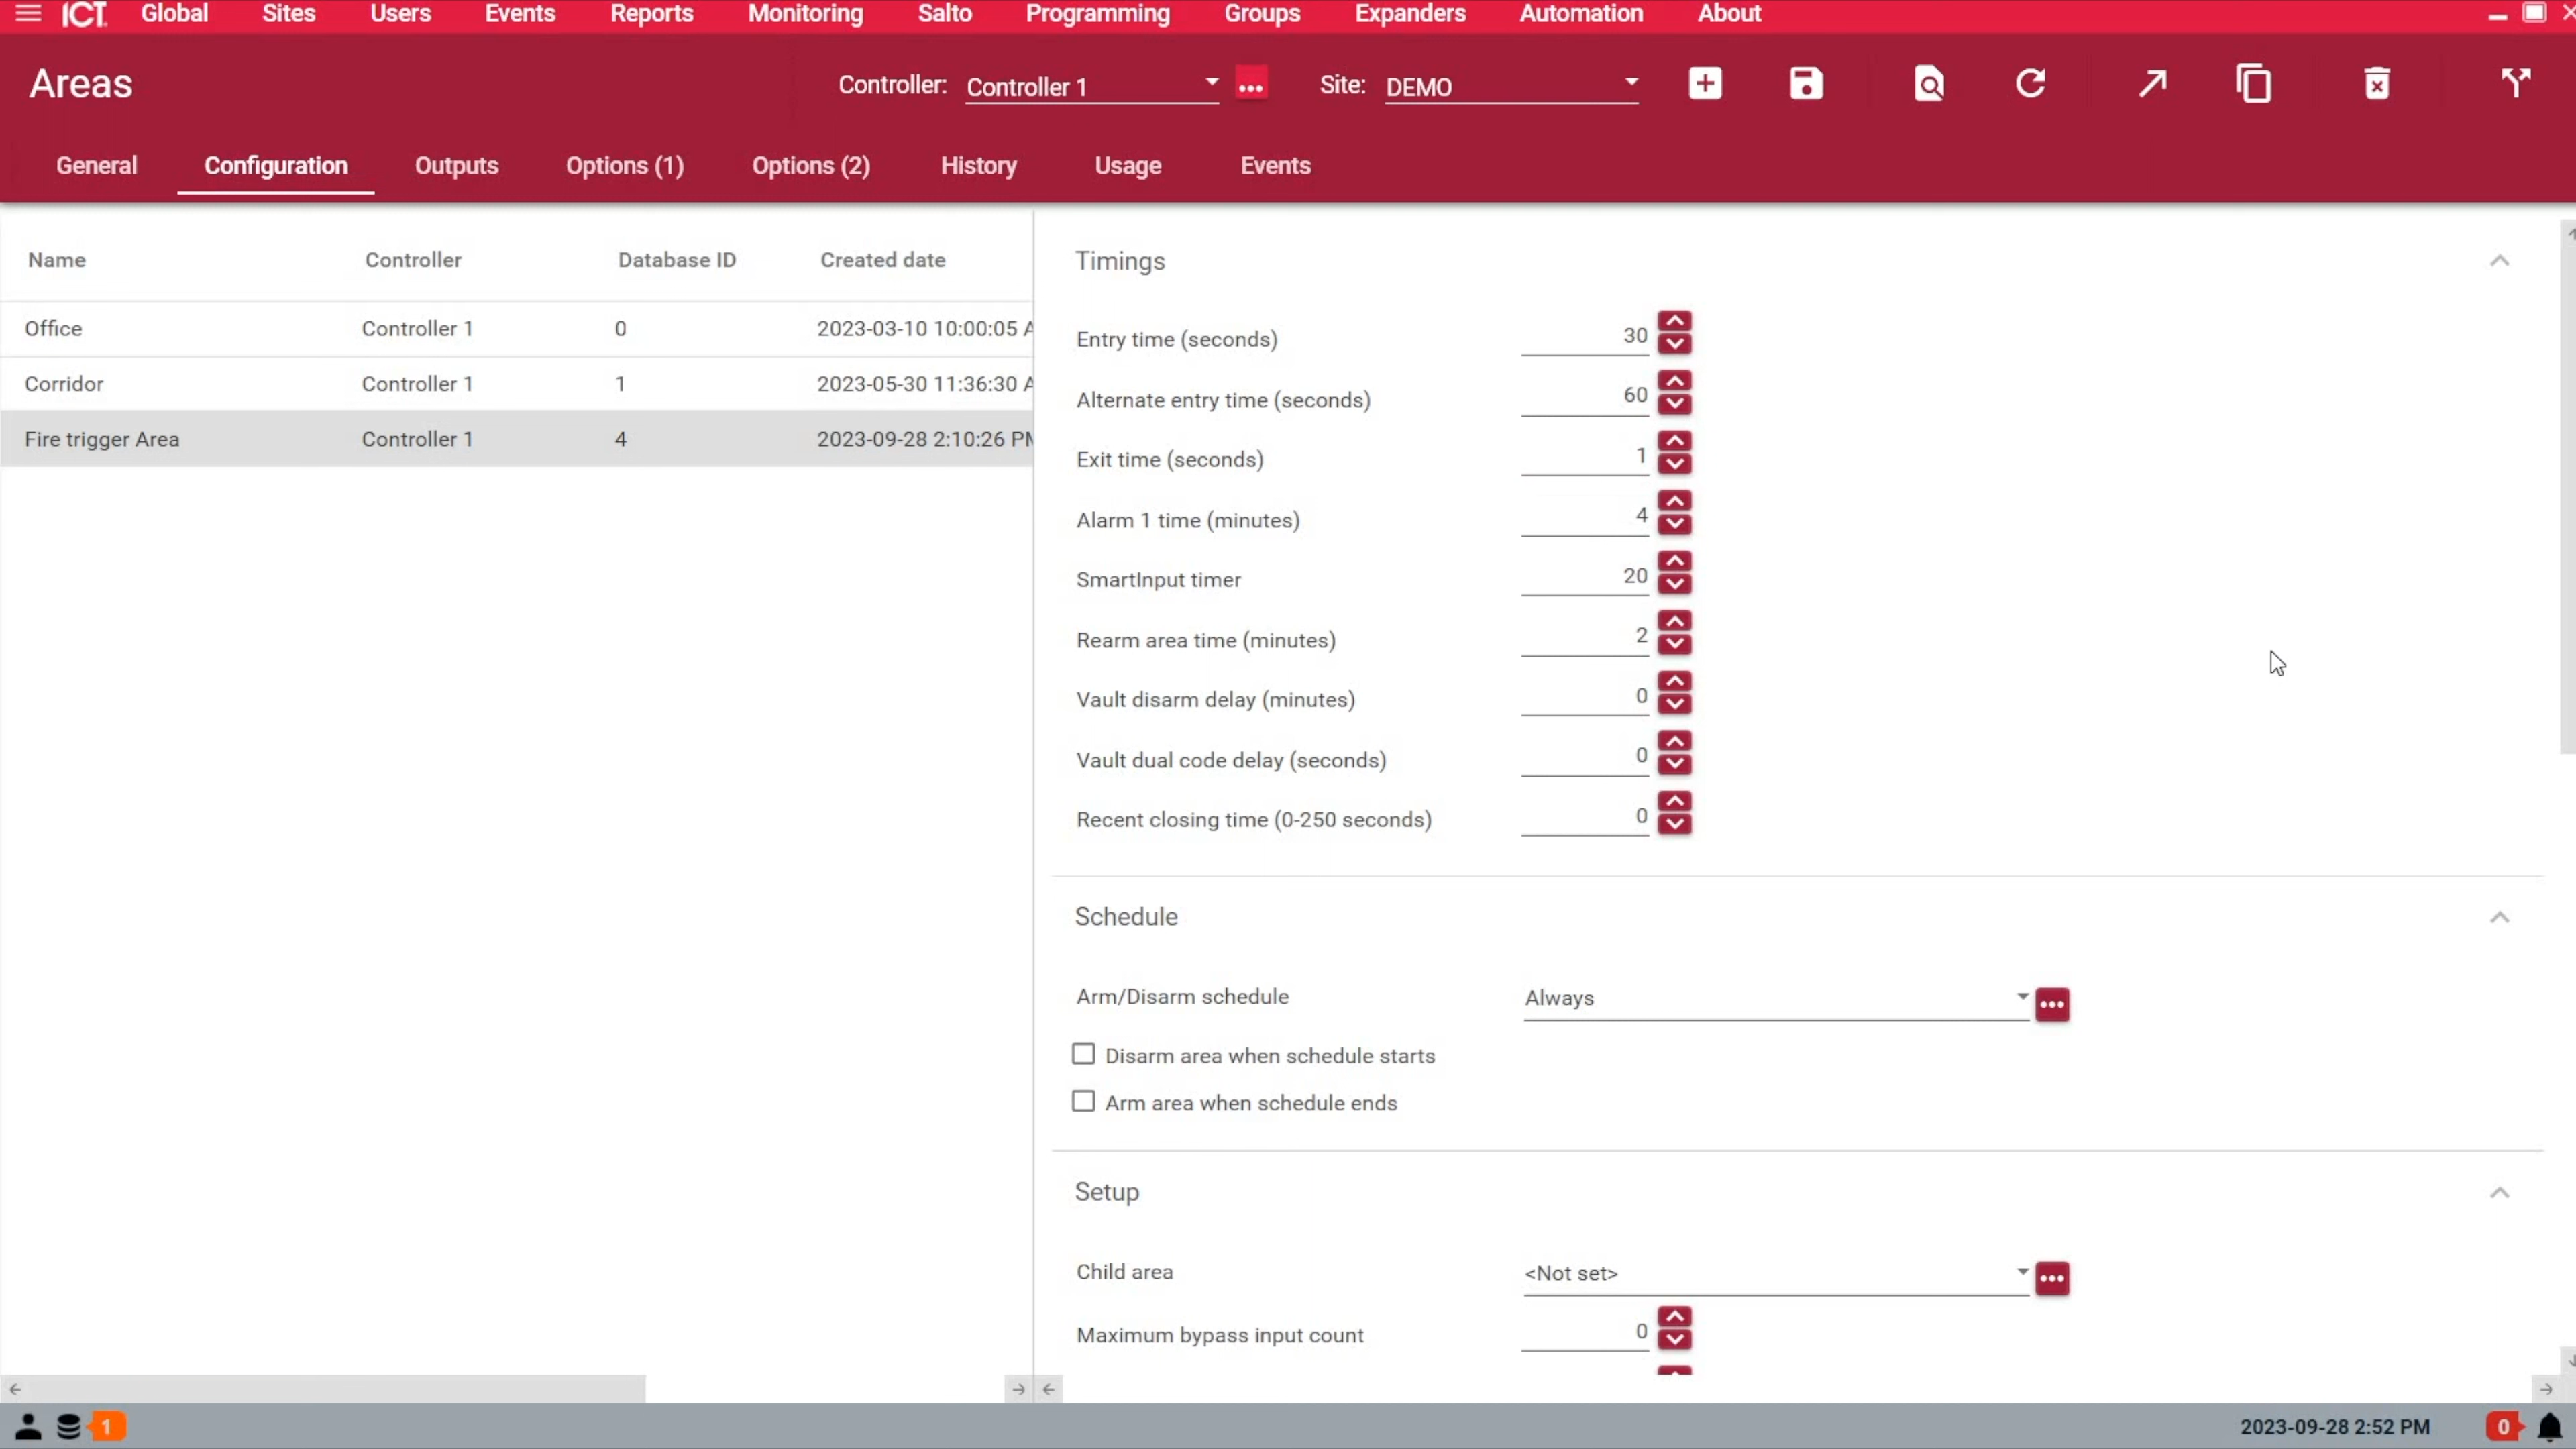 ICT. Global Sites Users Events Reports Monitoring Salto Programming Groups Expanders Automation About
Areas Controller: Controller 1 Site: DEMO
General Configuration Outputs Options (1) Options (2) History Usage Events
Name Controller Database ID Created date
Office Controller 1 0 2023-03-10 10:00:05 A
Corridor Controller 1 1 2023-05-30 11:36:30 A
Fire trigger Area Controller 1 4 2023-09-28 2:10:26 PM
Timings
Entry time (seconds) 30
Alternate entry time (seconds) 60
Exit time (seconds) 1
Alarm 1 time (minutes) 4
SmartInput timer 20
Rearm area time (minutes) 2
Vault disarm delay (minutes) 0
Vault dual code delay (seconds) 0
Recent closing time (0-250 seconds) 0
Schedule
Arm/Disarm schedule Always
Disarm area when schedule starts
Arm area when schedule ends
Setup
Child area <Not set>
Maximum bypass input count 0
1 2023-09-28 2:52 PM 0